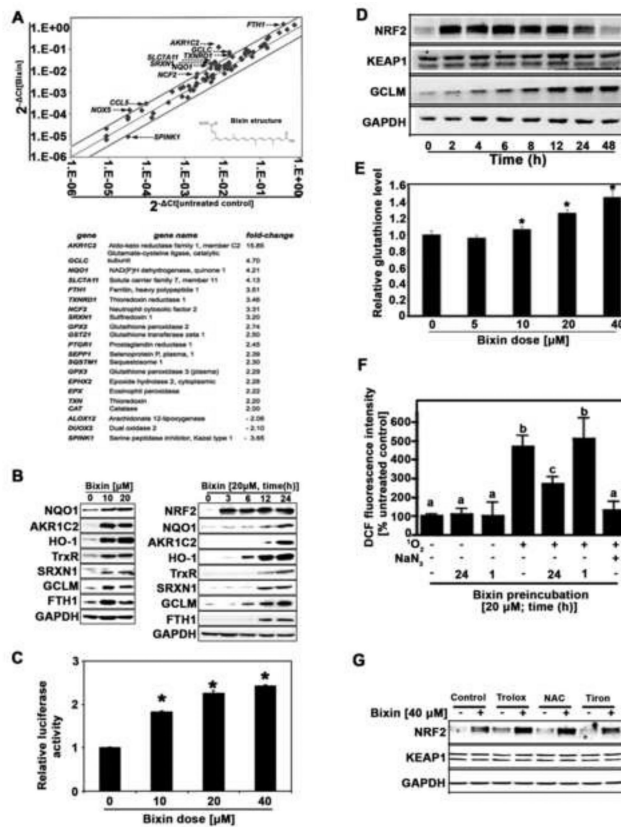 A
2-ΔCt[Bixin]
1.E+00
1.E-01
1.E-02
1.E-03
1.E-04
1.E-05
1.E-06
FTH1
AKR1C2
GCLC
TXNRD1
SLC7A11
SRXN1
NQO1
NCF2
CCL5
NOX5
SPINK1
Bixin structure
1.E-06
1.E-05
1.E-04
1.E-03
1.E-02
1.E-01
1.E+00
2-ΔCt[untreated control]
gene gene name fold-change
AKR1C2 Aldo-keto reductase family 1, member C2
Glutamate-cysteine ligase, catalytic
GCLC subunit 4.70
NQO1 NAD(P)H dehydrogenase, quinone 1 4.21
SLC7A11 Solute carrier family 7, member 11 4.13
FTH1 Ferritin, heavy polypeptide 1 3.61
TXNRD1 Thioredoxin reductase 1 3.46
NCF2 Neutrophil cytosolic factor 2 3.31
SRXN1 Sulfiredoxin 1 3.20
GPX2 Glutathione peroxidase 2 2.74
GSTZ1 Glutathione transferase zeta 1 2.50
PTGR1 Prostaglandin reductase 1 2.45
SEPP1 Selenoprotein P, plasma, 1
SQSTM1 Sequestosome 1 2.30
GPX3 Glutathione peroxidase 3 (plasma) 2.29
EPHX2 Epoxide hydrolase 2, cytoplasmic 2.28
EPX Eosinophil peroxidase 2.22
TXN Thioredoxin 2.20
CAT Catalase 2.00
ALOX12 Arachidonate 12-lipoxygenase - 2.06
DUOX2 Dual oxidase 2 - 2.10
SPINK1 Serine peptidase inhibitor, Kazal type 1
B
Bixin [µM]
0 10 20
NQO1
AKR1C2
HO-1
TrxR
SRXN1
GCLM
FTH1
GAPDH
Bixin [20µM, time(h)]
0 3 6 12 24
NRF2
NQO1
AKR1C2
HO-1
TrxR
SRXN1
GCLM
FTH1
GAPDH
C
Relative luciferase
activity
3
2
1
0
* * *
0 10 20 40
Bixin dose [µM]
D
NRF2
KEAP1
GCLM
GAPDH
0 2 4 6 8 12 24 48
Time (h)
E
Relative glutathione level
1.6
1.4
1.2
1.0
0.8
0.6
0.4
0.2
0.0
* * *
0 5 10 20 40
Bixin dose [µM]
F
DCF fluorescence intensity
[% untreated control]
600
500
400
300
200
100
0
a a a b c b a
1O2 - - - + + + +
NaN3 - - - - - - +
- 24 1 - 24 1 -
Bixin preincubation
[20 µM; time (h)]
G
Control Trolox NAC Tiron
Bixin [40 µM] - + - + - + - +
NRF2
KEAP1
GAPDH